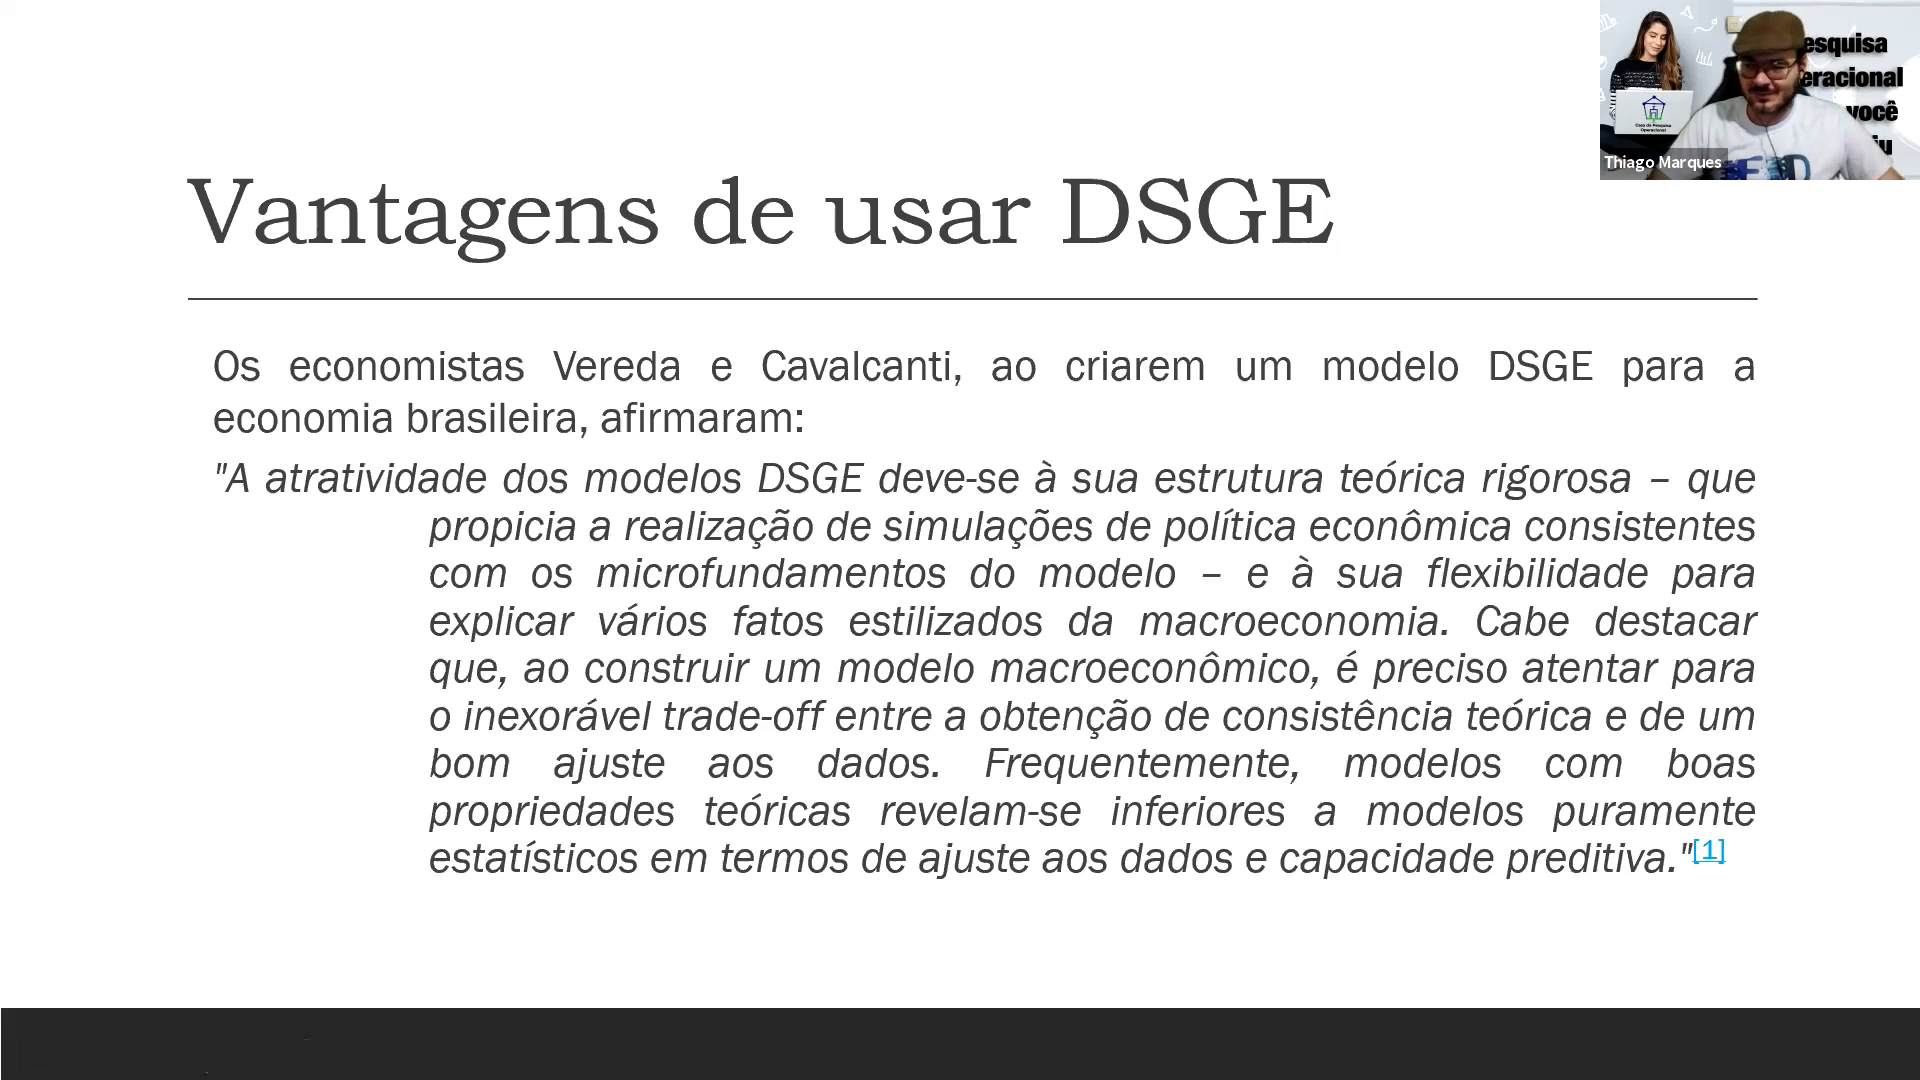 esquisa
eracional
você
Casa da Pesquisa
Operacional
Thiago Marques
Vantagens de usar DSGE
Os economistas Vereda e Cavalcanti, ao criarem um modelo DSGE para a
economia brasileira, afirmaram:
"A atratividade dos modelos DSGE deve-se à sua estrutura teórica rigorosa – que
propicia a realização de simulações de política econômica consistentes
com os microfundamentos do modelo – e à sua flexibilidade para
explicar vários fatos estilizados da macroeconomia. Cabe destacar
que, ao construir um modelo macroeconômico, é preciso atentar para
o inexorável trade-off entre a obtenção de consistência teórica e de um
bom ajuste aos dados. Frequentemente, modelos com boas
propriedades teóricas revelam-se inferiores a modelos puramente
estatísticos em termos de ajuste aos dados e capacidade preditiva."[1]